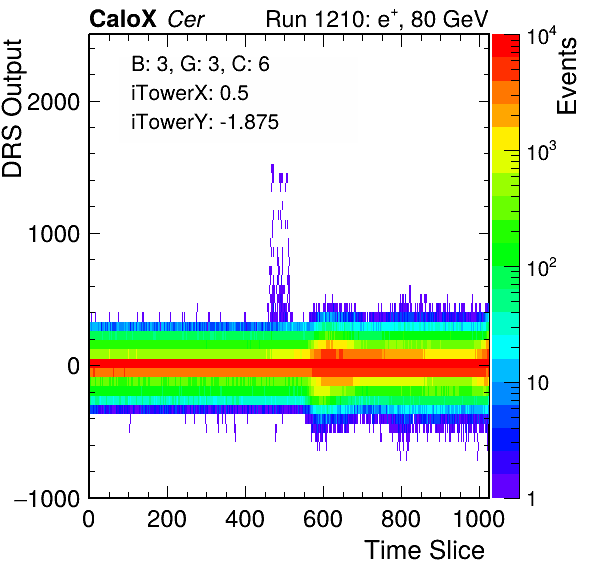 CaloX Cer Run 1210: e⁺, 80 GeV
B: 3, G: 3, C: 6
iTowerX: 0.5
iTowerY: -1.875
DRS Output
2000
1000
0
−1000
0 200 400 600 800 1000
Time Slice
Events
10⁴
10³
10²
10
1